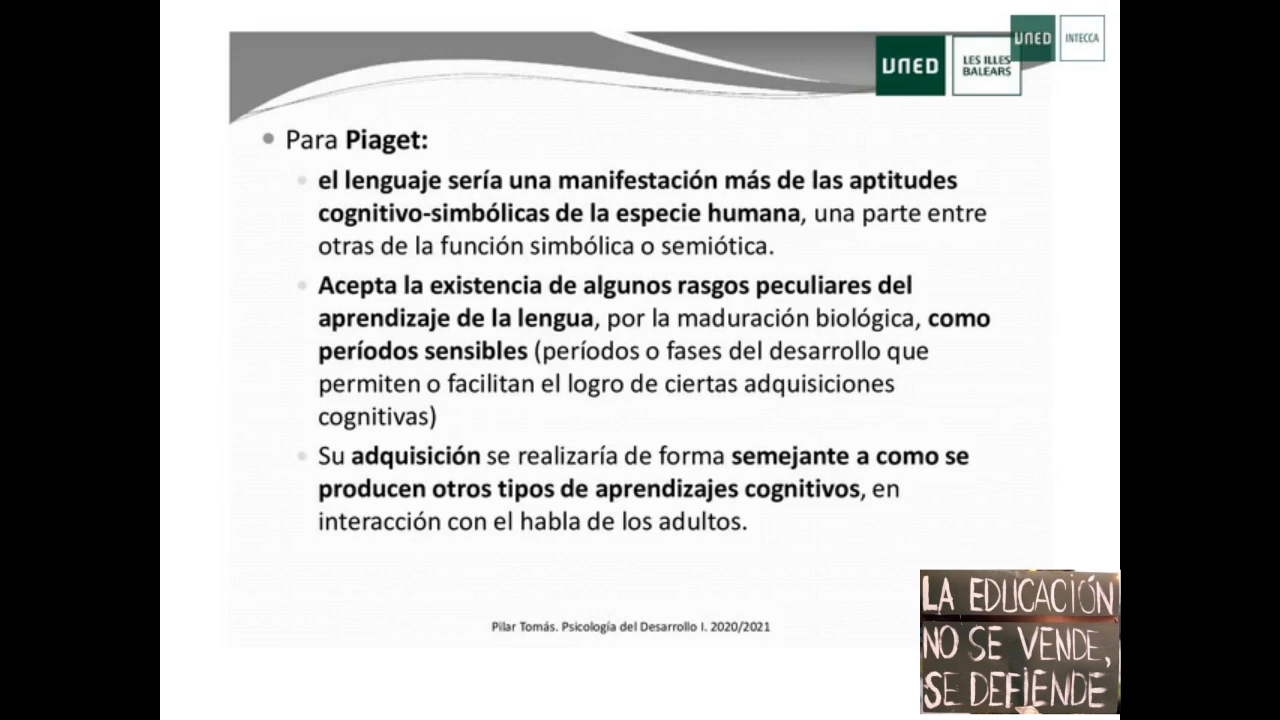 UNED
INTECCA
UNED
LES ILLES
BALEARS
Para Piaget:
el lenguaje sería una manifestación más de las aptitudes
cognitivo-simbólicas de la especie humana, una parte entre
otras de la función simbólica o semiótica.
Acepta la existencia de algunos rasgos peculiares del
aprendizaje de la lengua, por la maduración biológica, como
períodos sensibles (períodos o fases del desarrollo que
permiten o facilitan el logro de ciertas adquisiciones
cognitivas)
Su adquisición se realizaría de forma semejante a como se
producen otros tipos de aprendizajes cognitivos, en
interacción con el habla de los adultos.
Pilar Tomás. Psicología del Desarrollo I. 2020/2021
LA EDUCACIÓN
NO SE VENDE,
SE DEFIENDE